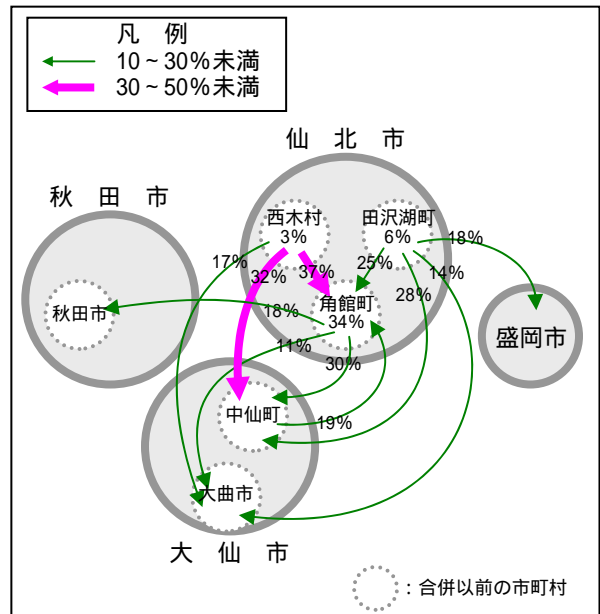 凡 例
10～30％未満
30～50％未満
仙 北 市
秋 田 市
西木村
3%
田沢湖町
6%
18%
17%
32%
37%
25%
14%
28%
秋田市
18%
角館町
34%
盛岡市
11%
30%
中仙町
19%
大曲市
大 仙 市
：合併以前の市町村